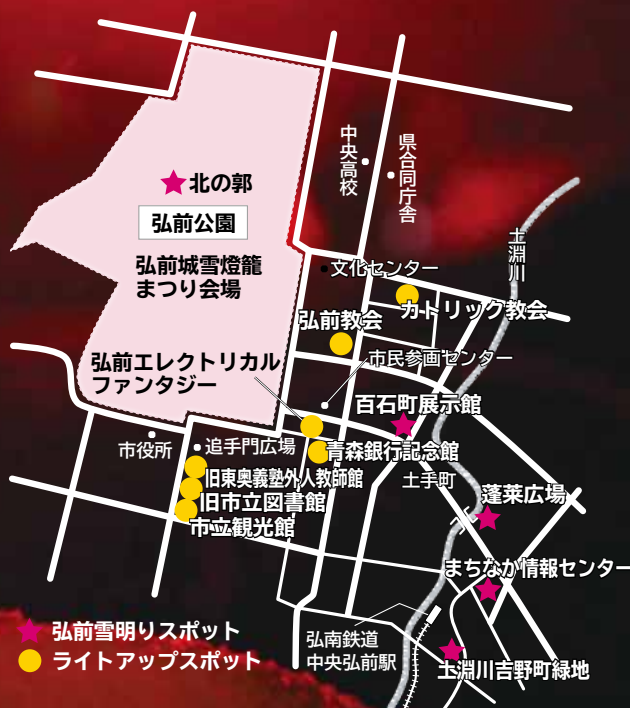 中央高校
県合同庁舎
北の郭
弘前公園
土淵川
弘前城雪燈籠
まつり会場
文化センター
カトリック教会
弘前教会
弘前エレクトリカル
ファンタジー
市民参画センター
百石町展示館
市役所
追手門広場
青森銀行記念館
旧東奥義塾外人教師館
土手町
旧市立図書館
蓬莱広場
市立観光館
まちなか情報センター
弘前雪明りスポット
ライトアップスポット
弘南鉄道
中央弘前駅
土淵川吉野町緑地